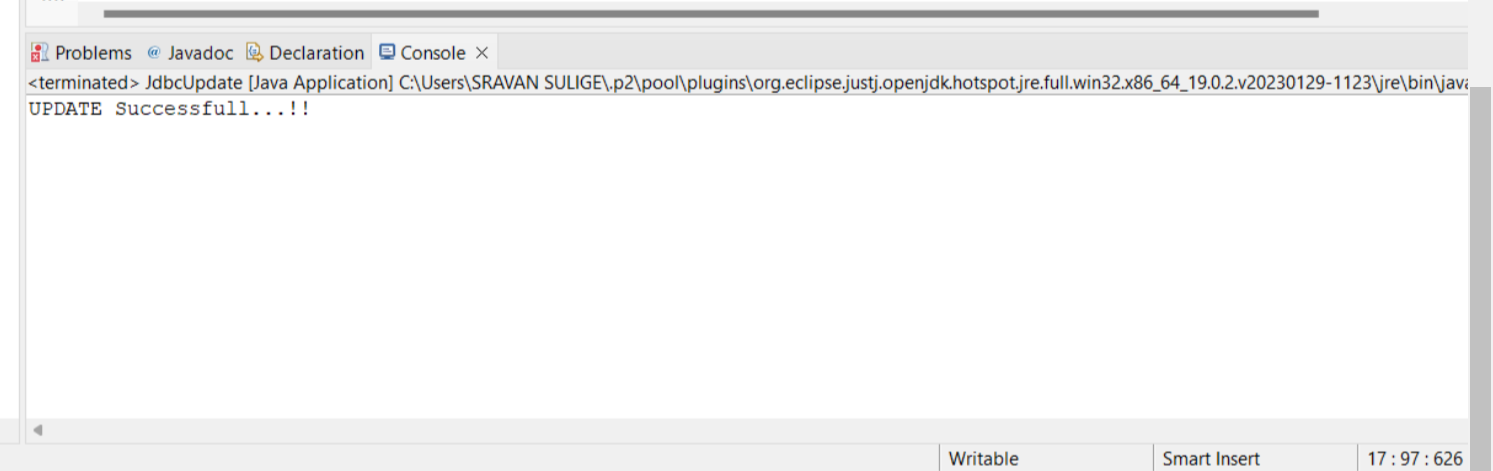 Problems @ Javadoc Declaration Console
<terminated> JdbcUpdate [Java Application] C:\Users\SRAVAN SULIGE\.p2\pool\plugins\org.eclipse.justj.openjdk.hotspot.jre.full.win32.x86_64_19.0.2.v20230129-1123\jre\bin\java
UPDATE Successfull...!!
Writable Smart Insert 17 : 97 : 626